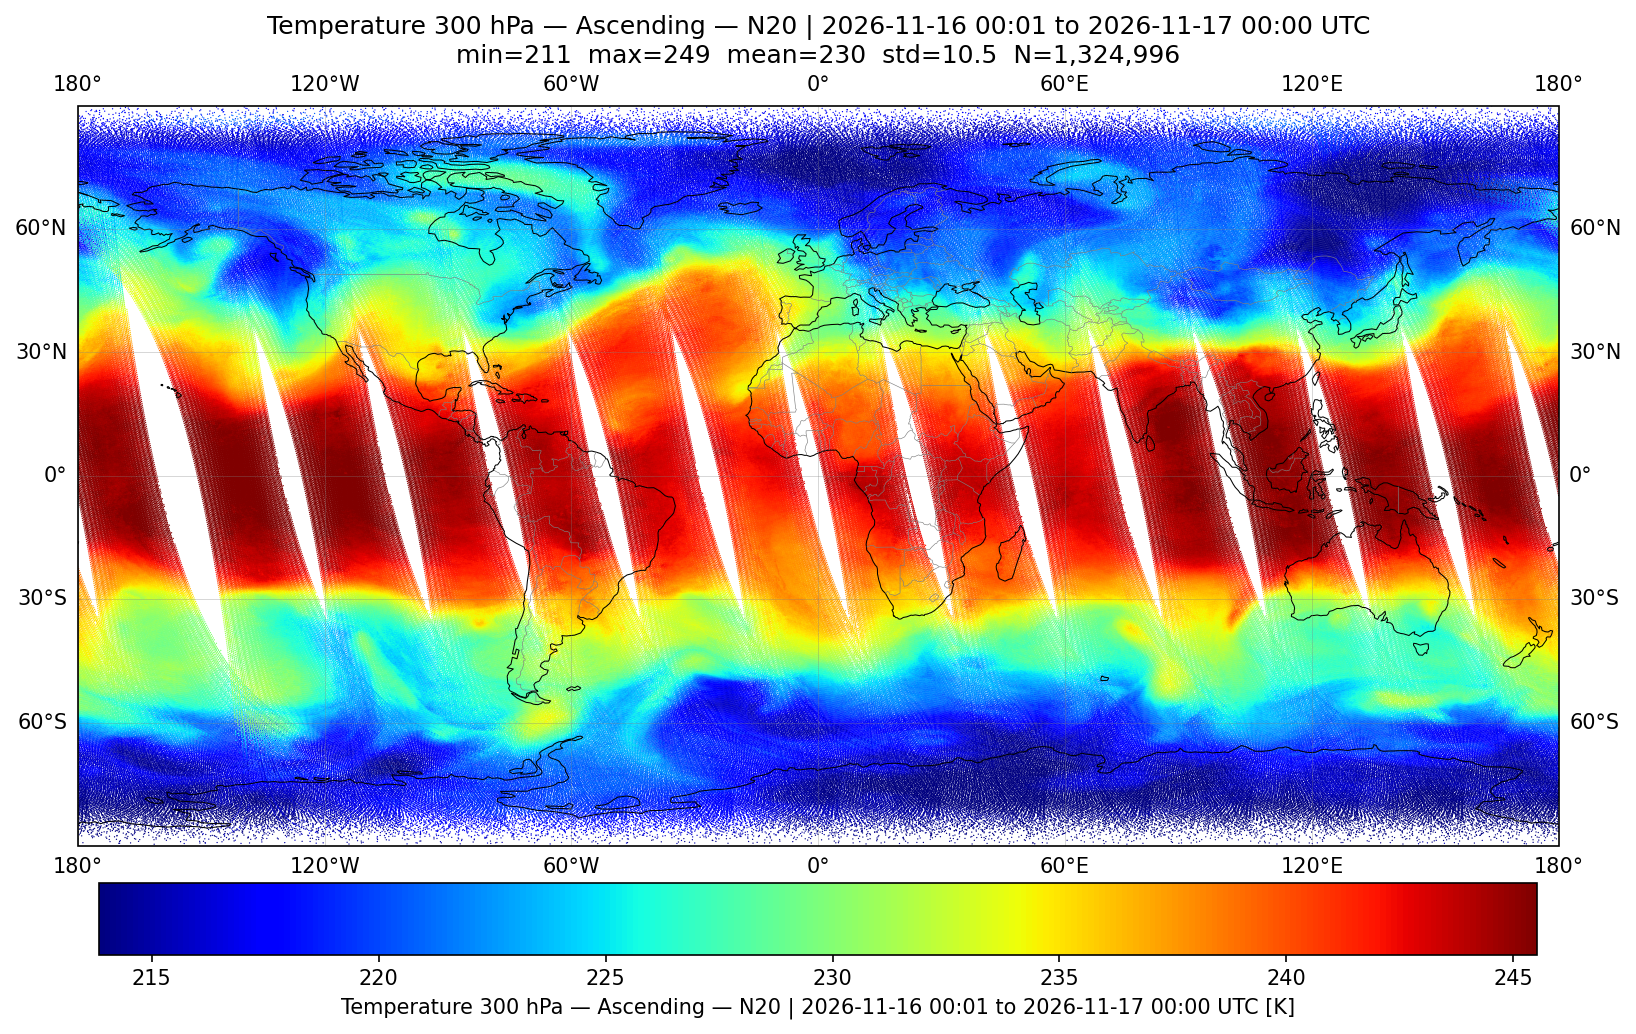 Temperature 300 hPa — Ascending — N20 | 2026-11-16 00:01 to 2026-11-17 00:00 UTC
min=211  max=249  mean=230  std=10.5  N=1,324,996
180° 120°W 60°W 0° 60°E 120°E 180°
60°N 60°N
30°N 30°N
0° 0°
30°S 30°S
60°S 60°S
180° 120°W 60°W 0° 60°E 120°E 180°
215 220 225 230 235 240 245
Temperature 300 hPa — Ascending — N20 | 2026-11-16 00:01 to 2026-11-17 00:00 UTC [K]